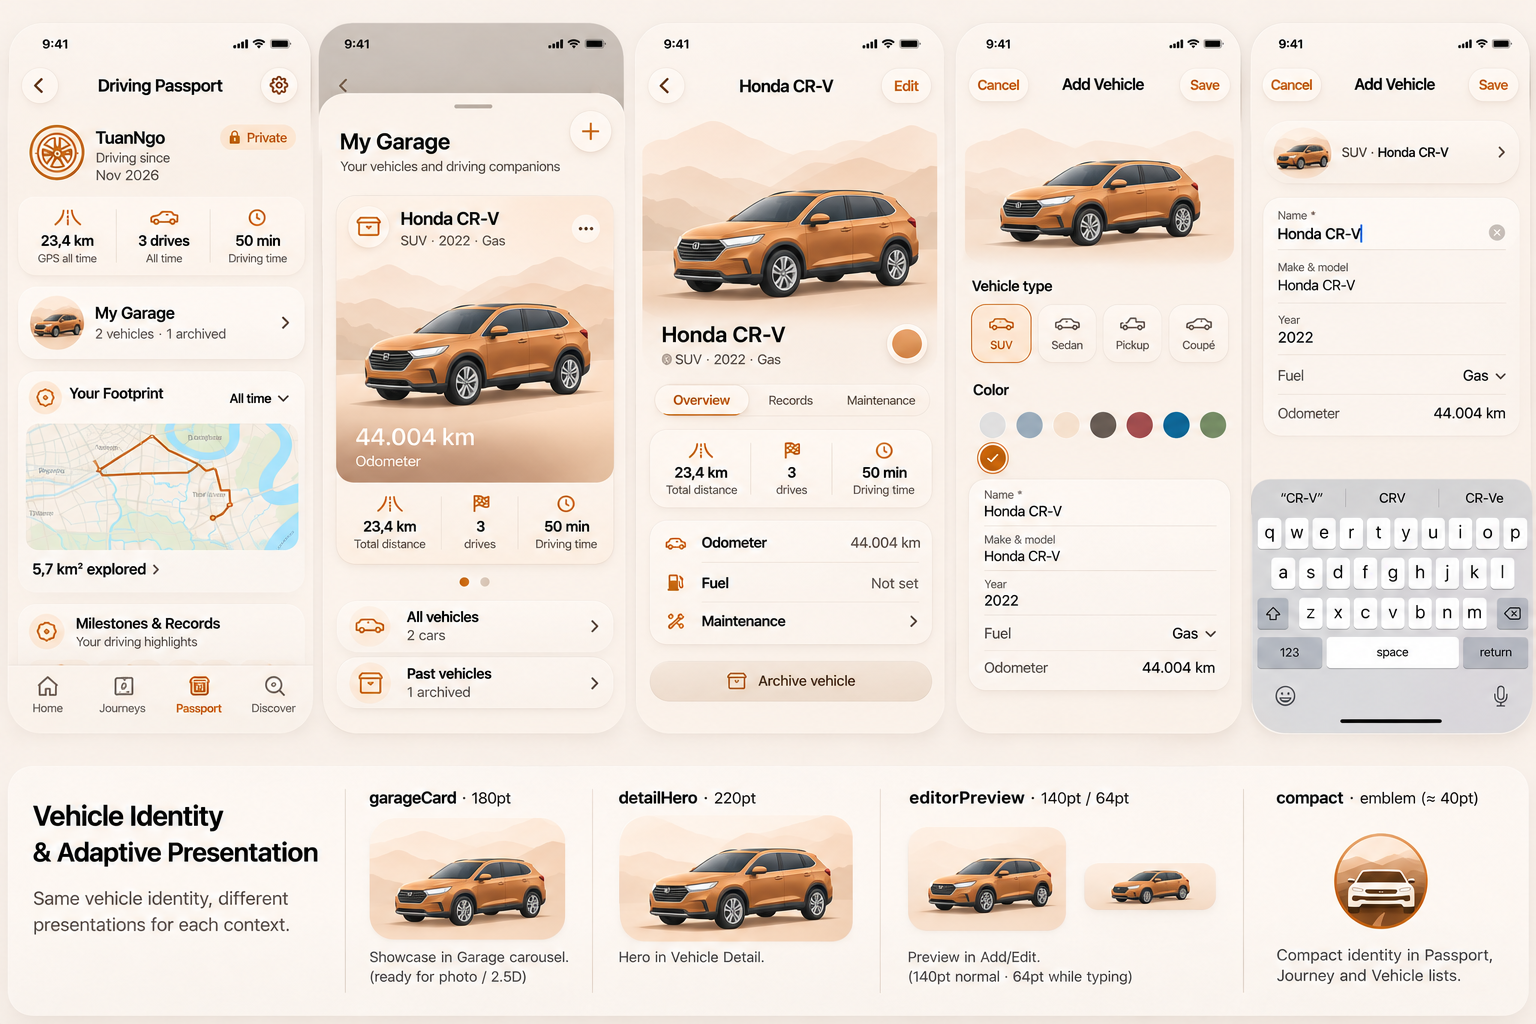 9:41
Driving Passport
TuanNgo
Private
Driving since
Nov 2026
23,4 km
GPS all time
3 drives
All time
50 min
Driving time
My Garage
2 vehicles · 1 archived
Your Footprint
All time
5,7 km² explored
Milestones & Records
Your driving highlights
Home
Journeys
Passport
Discover
9:41
My Garage
Your vehicles and driving companions
Honda CR-V
SUV · 2022 · Gas
44.004 km
Odometer
23,4 km
Total distance
3
drives
50 min
Driving time
All vehicles
2 cars
Past vehicles
1 archived
9:41
Honda CR-V
Edit
Honda CR-V
SUV · 2022 · Gas
Overview
Records
Maintenance
23,4 km
Total distance
3
drives
50 min
Driving time
Odometer
44.004 km
Fuel
Not set
Maintenance
Archive vehicle
9:41
Cancel
Add Vehicle
Save
Vehicle type
SUV
Sedan
Pickup
Coupé
Color
Name *
Honda CR-V
Make & model
Honda CR-V
Year
2022
Fuel
Gas
Odometer
44.004 km
9:41
Cancel
Add Vehicle
Save
SUV · Honda CR-V
Name *
Honda CR-V
Make & model
Honda CR-V
Year
2022
Fuel
Gas
Odometer
44.004 km
“CR-V”
CRV
CR-Ve
q w e r t y u i o p
a s d f g h j k l
z x c v b n m
123
space
return
Vehicle Identity
& Adaptive Presentation
Same vehicle identity, different
presentations for each context.
garageCard · 180pt
Showcase in Garage carousel.
(ready for photo / 2.5D)
detailHero · 220pt
Hero in Vehicle Detail.
editorPreview · 140pt / 64pt
Preview in Add/Edit.
(140pt normal · 64pt while typing)
compact · emblem (≈ 40pt)
Compact identity in Passport,
Journey and Vehicle lists.